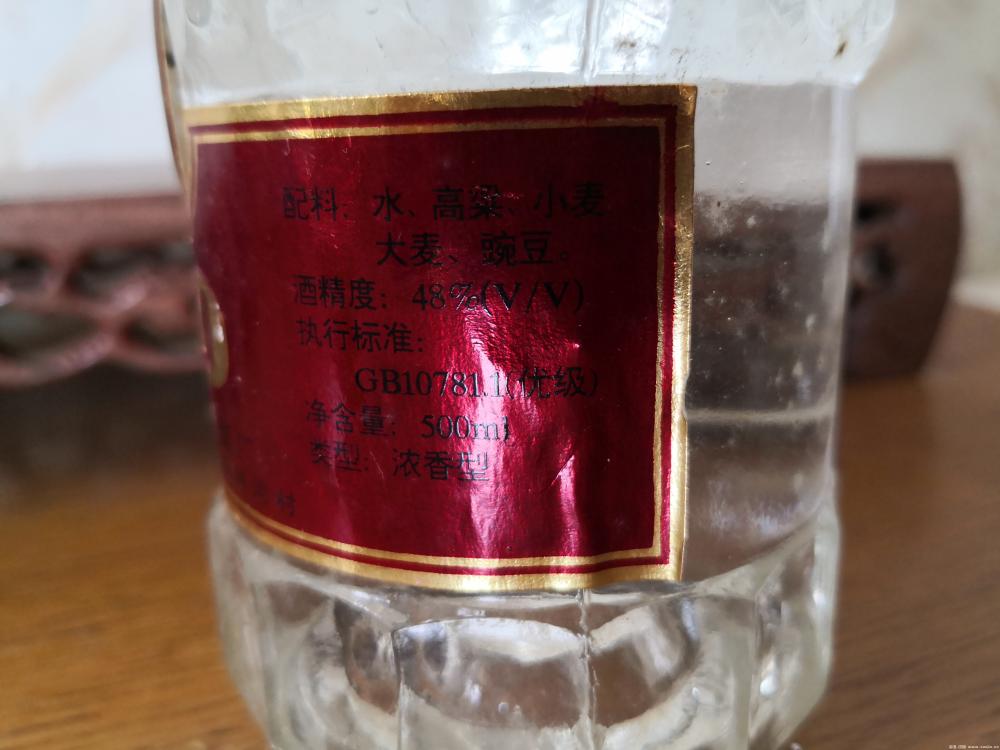 配料：水、高粱、小麦
大麦、豌豆。
酒精度：48%(V/V)
执行标准：
GB10781.1(优级)
净含量：500ml
类型：浓香型
村